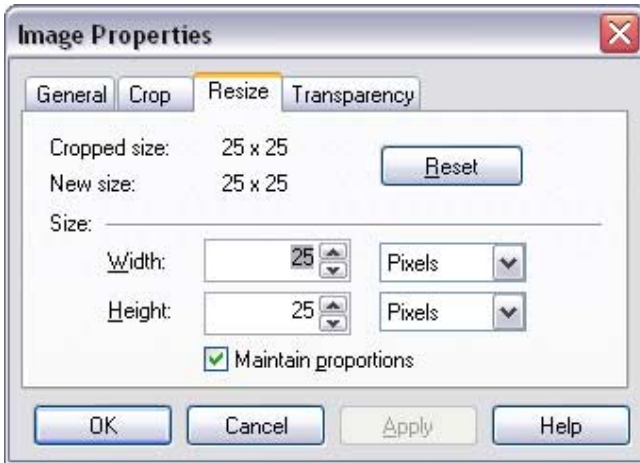 Image Properties
General Crop Resize Transparency
Cropped size: 25 x 25
Reset
New size: 25 x 25
Size:
Width: 25 Pixels
Height: 25 Pixels
Maintain proportions
OK Cancel Apply Help